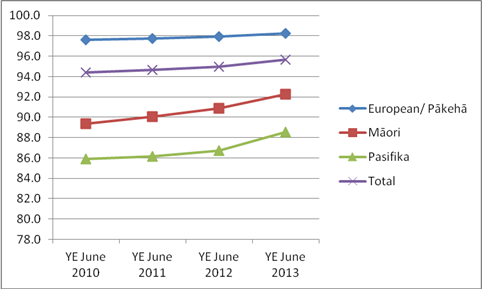 100.0
98.0
96.0
94.0
92.0
90.0
88.0
86.0
84.0
82.0
80.0
78.0
YE June
2010
YE June
2011
YE June
2012
YE June
2013
European/ Pākehā
Māori
Pasifika
Total